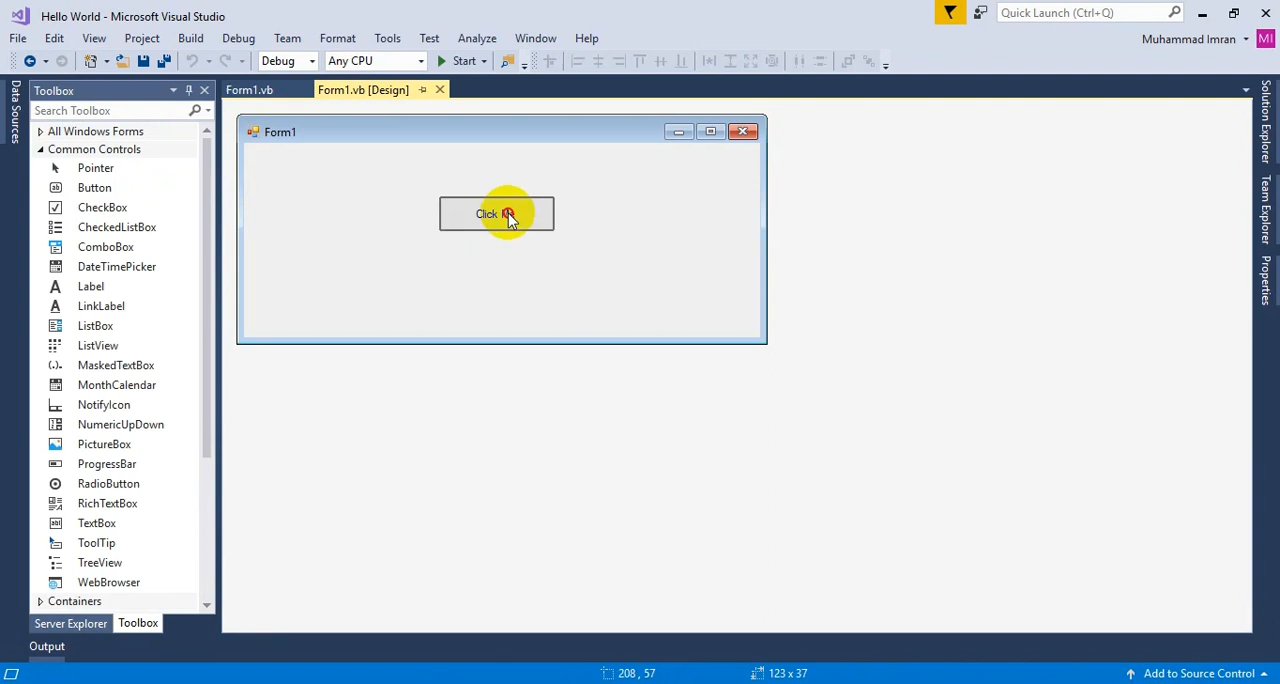 Hello World - Microsoft Visual Studio
Quick Launch (Ctrl+Q)
File Edit View Project Build Debug Team Format Tools Test Analyze Window Help
Muhammad Imran MI
Debug Any CPU Start
Data Sources
Toolbox
Form1.vb Form1.vb [Design]
Search Toolbox
All Windows Forms
Common Controls
Pointer
Button
CheckBox
CheckedListBox
ComboBox
DateTimePicker
Label
LinkLabel
ListBox
ListView
MaskedTextBox
MonthCalendar
NotifyIcon
NumericUpDown
PictureBox
ProgressBar
RadioButton
RichTextBox
TextBox
ToolTip
TreeView
WebBrowser
Containers
Server Explorer Toolbox
Form1
Click
Solution Explorer
Team Explorer
Properties
Output
208 , 57
123 x 37
Add to Source Control